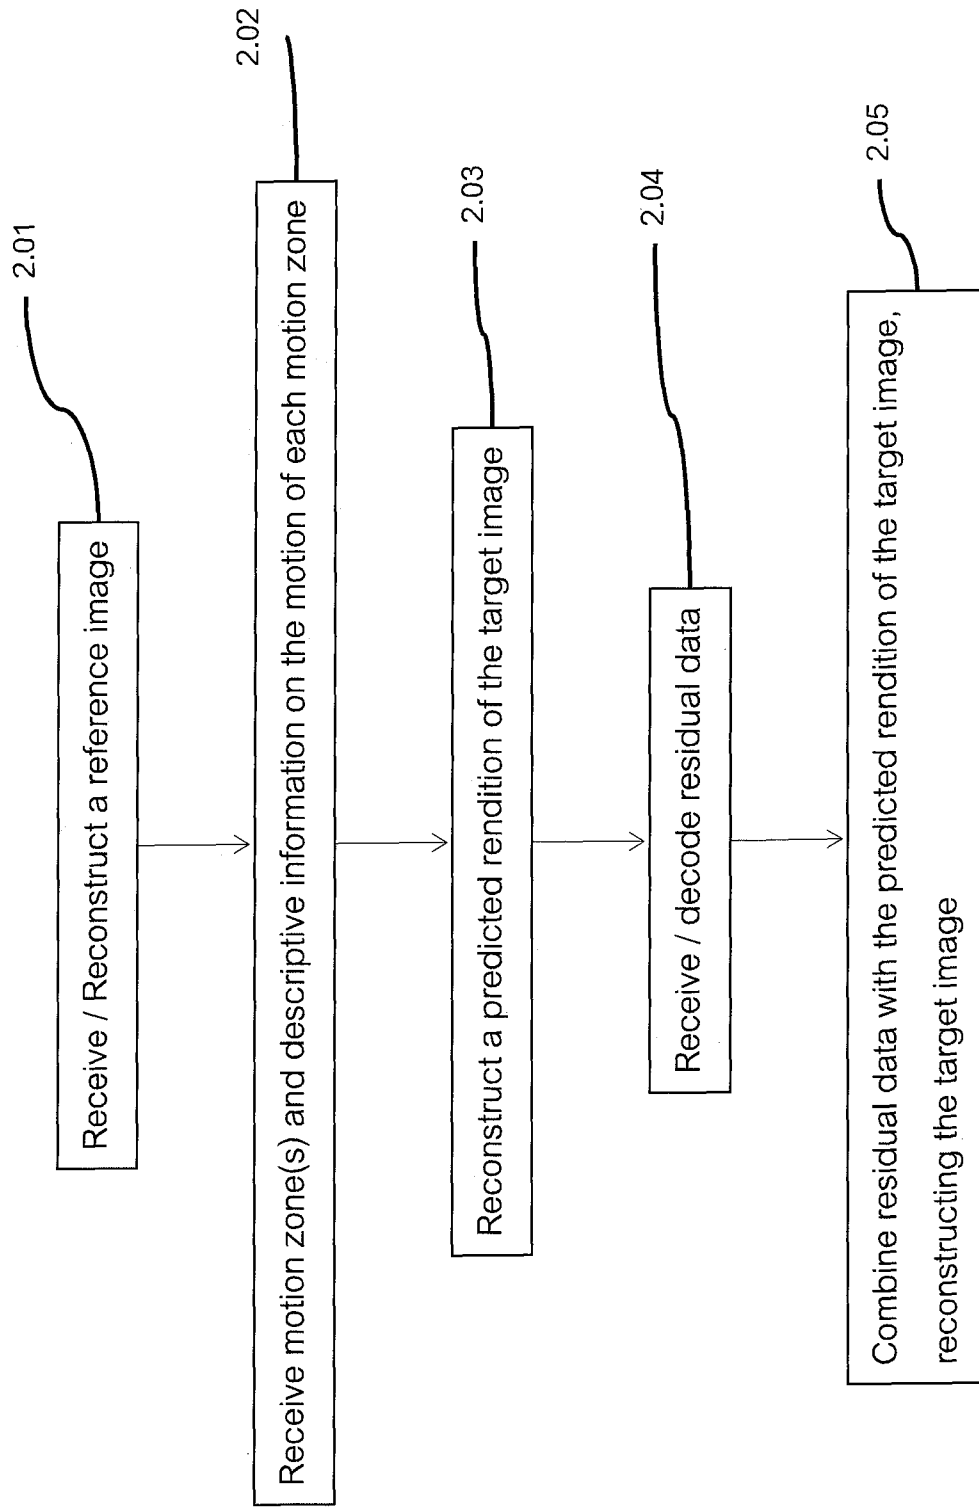 2.01
Receive / Reconstruct a reference image
2.02
Receive motion zone(s) and descriptive information on the motion of each motion zone
2.03
Reconstruct a predicted rendition of the target image
2.04
Receive / decode residual data
2.05
Combine residual data with the predicted rendition of the target image,
reconstructing the target image